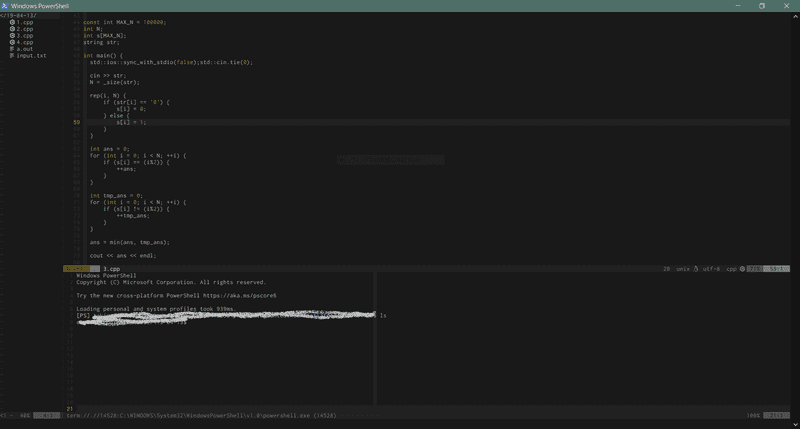 Windows PowerShell
</19-04-13/
1.cpp
2.cpp
3.cpp
4.cpp
a.out
input.txt
const int MAX_N = 100000;
int N;
int s[MAX_N];
string str;
int main() {
std::ios::sync_with_stdio(false);std::cin.tie(0);
cin >> str;
N = _size(str);
rep(i, N) {
if (str[i] == '0') {
s[i] = 0;
} else {
s[i] = 1;
}
}
int ans = 0;
for (int i = 0; i < N; ++i) {
if (s[i] == (i%2)) {
++ans;
}
}
int tmp_ans = 0;
for (int i = 0; i < N; ++i) {
if (s[i] != (i%2)) {
++tmp_ans;
}
}
ans = min(ans, tmp_ans);
cout << ans << endl;
3.cpp
20 unix utf-8 cpp
Windows PowerShell
Copyright (C) Microsoft Corporation. All rights reserved.
Try the new cross-platform PowerShell https://aka.ms/pscore6
Loading personal and system profiles took 939ms.
[PS] ls
21
term://.//14528:C:\WINDOWS\System32\WindowsPowerShell\v1.0\powershell.exe (14528)
100%